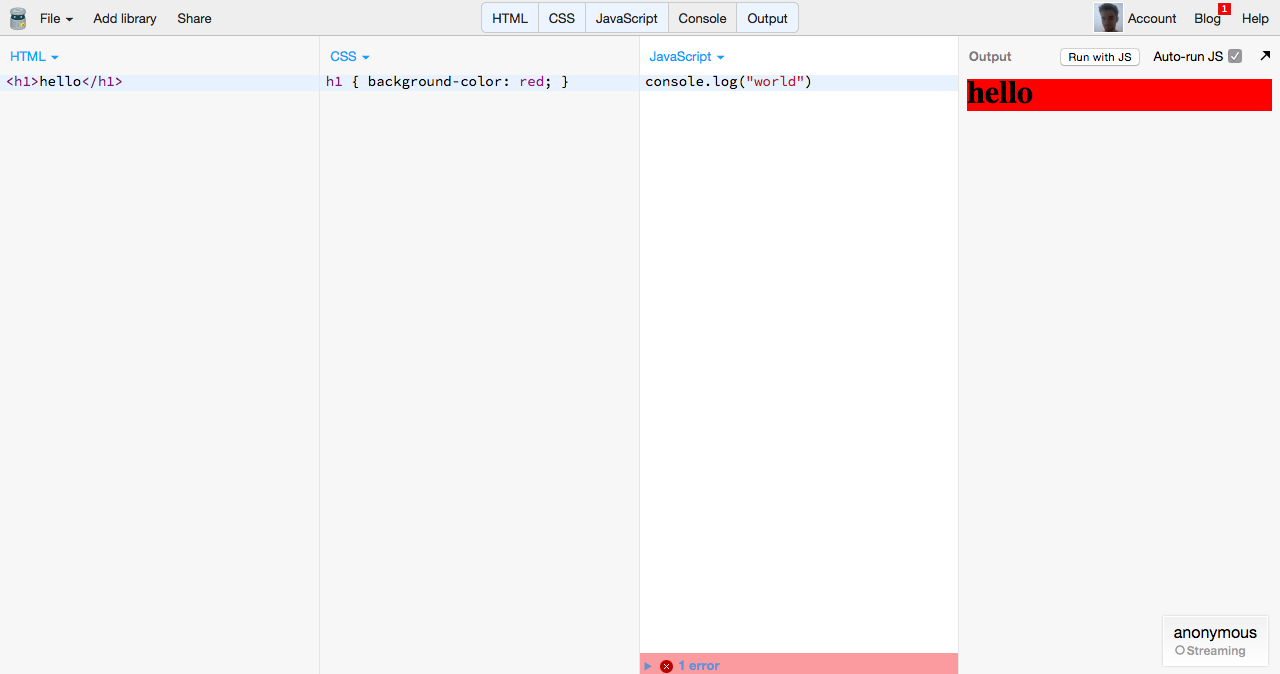 File Add library Share HTML CSS JavaScript Console Output Account Blog 1 Help
HTML CSS JavaScript Output Run with JS Auto-run JS
<h1>hello</h1>
h1 { background-color: red; }
console.log("world")
hello
1 error
anonymous
Streaming